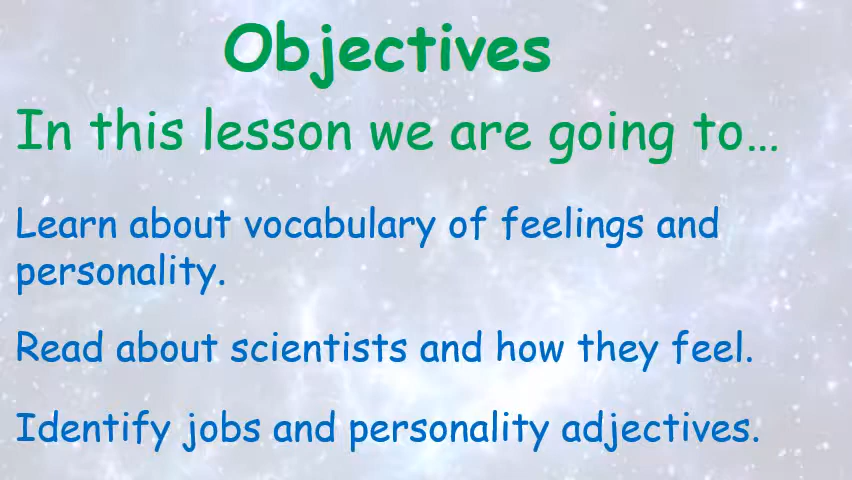 Objectives
In this lesson we are going to...
Learn about vocabulary of feelings and
personality.
Read about scientists and how they feel.
Identify jobs and personality adjectives.